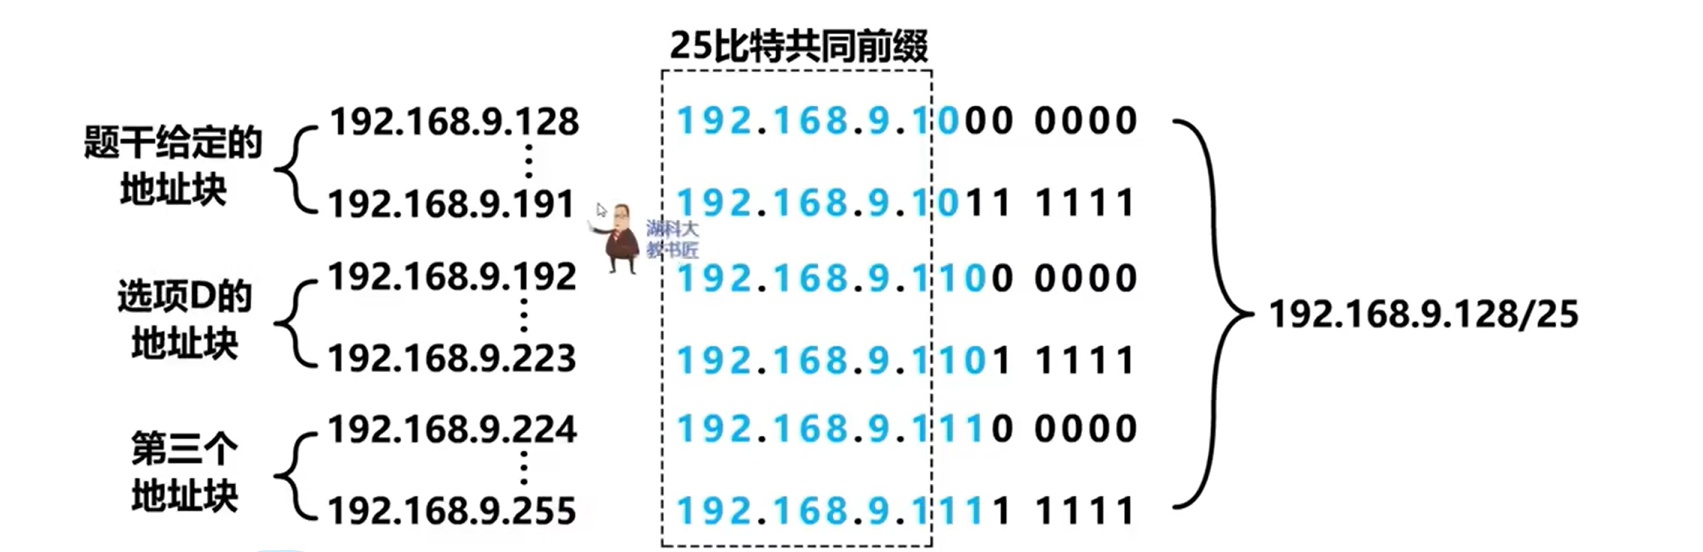 25比特共同前缀
题干给定的
地址块
192.168.9.128
192.168.9.191
192.168.9.1000 0000
192.168.9.1011 1111
湖科大
教书匠
选项D的
地址块
192.168.9.192
192.168.9.223
192.168.9.1100 0000
192.168.9.1101 1111
192.168.9.128/25
第三个
地址块
192.168.9.224
192.168.9.255
192.168.9.1110 0000
192.168.9.1111 1111